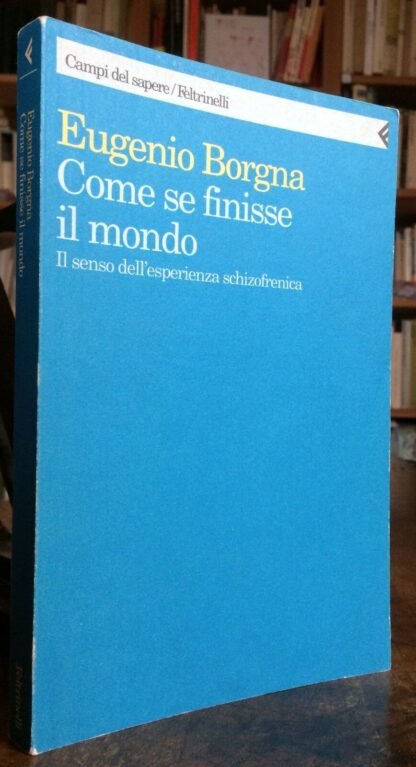 Campi del sapere/Feltrinelli
Eugenio Borgna
Come se finisse
il mondo
Il senso dell'esperienza schizofrenica
Eugenio Borgna
Come se finisse il mondo
Feltrinelli